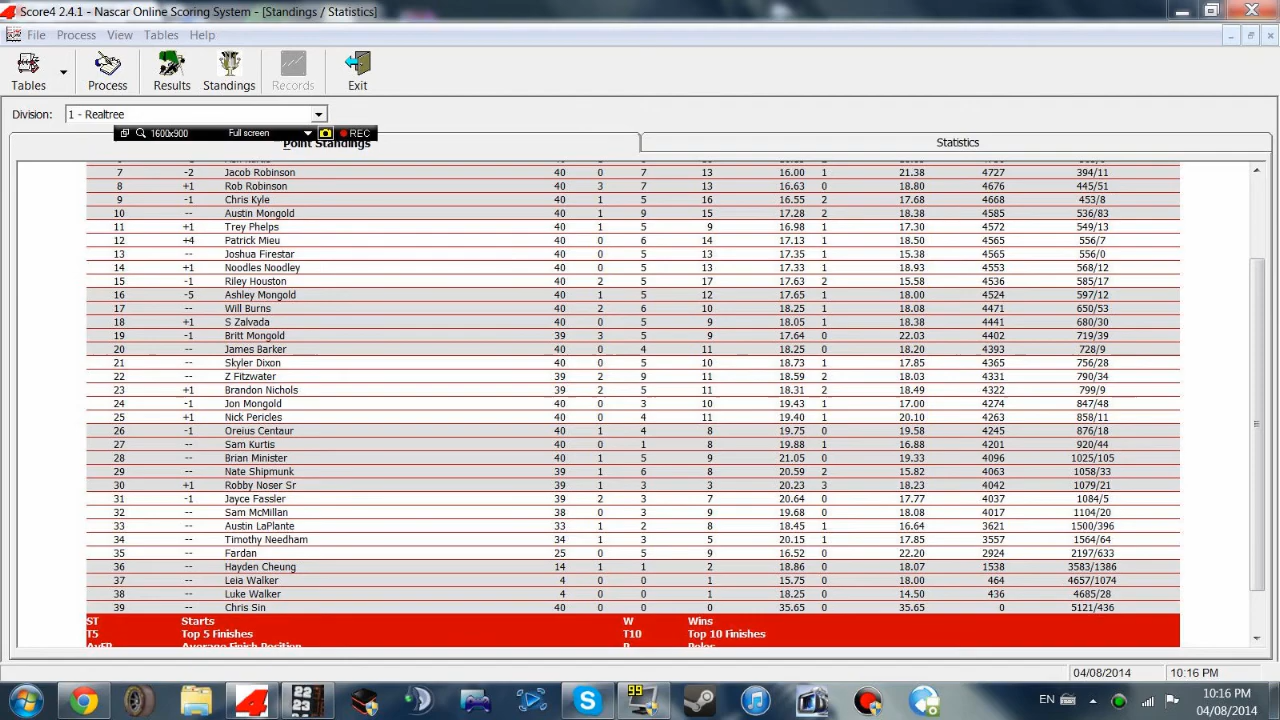 Score4 2.4.1 - Nascar Online Scoring System - [Standings / Statistics]
File Process View Tables Help
Tables Process Results Standings Records Exit
Division: 1 - Realtree
1600x900 Full screen REC
Point Standings Statistics
7 -2 Jacob Robinson 40 0 7 13 16.00 1 21.38 4727 394/11
8 +1 Rob Robinson 40 3 7 13 16.63 0 18.80 4676 445/51
9 -1 Chris Kyle 40 1 5 16 16.55 2 17.68 4668 453/8
10 -- Austin Mongold 40 1 9 15 17.28 2 18.38 4585 536/83
11 +1 Trey Phelps 40 1 5 9 16.98 1 17.30 4572 549/13
12 +4 Patrick Mieu 40 0 6 14 17.13 1 18.50 4565 556/7
13 -- Joshua Firestar 40 0 5 13 17.35 1 15.38 4565 556/0
14 +1 Noodles Noodley 40 0 5 13 17.33 1 18.93 4553 568/12
15 -1 Riley Houston 40 2 5 17 17.63 2 15.58 4536 585/17
16 -5 Ashley Mongold 40 1 5 12 17.65 1 18.00 4524 597/12
17 -- Will Burns 40 2 6 10 18.25 1 18.08 4471 650/53
18 +1 S Zalvada 40 0 5 9 18.05 1 18.38 4441 680/30
19 -1 Britt Mongold 39 3 5 9 17.64 0 22.03 4402 719/39
20 -- James Barker 40 0 4 11 18.25 0 18.20 4393 728/9
21 -- Skyler Dixon 40 0 5 10 18.73 1 17.85 4365 756/28
22 -- Z Fitzwater 39 2 9 11 18.59 2 18.03 4331 790/34
23 +1 Brandon Nichols 39 2 5 11 18.31 2 18.49 4322 799/9
24 -1 Jon Mongold 40 0 3 10 19.43 1 17.00 4274 847/48
25 +1 Nick Pericles 40 0 4 11 19.40 1 20.10 4263 858/11
26 -1 Oreius Centaur 40 1 4 8 19.75 0 19.58 4245 876/18
27 -- Sam Kurtis 40 0 1 8 19.88 1 16.88 4201 920/44
28 -- Brian Minister 40 1 5 9 21.05 0 19.33 4096 1025/105
29 -- Nate Shipmunk 39 1 6 8 20.59 2 15.82 4063 1058/33
30 +1 Robby Noser Sr 39 1 3 3 20.23 3 18.23 4042 1079/21
31 -1 Jayce Fassler 39 2 3 7 20.64 0 17.77 4037 1084/5
32 -- Sam McMillan 38 0 3 9 19.68 0 18.08 4017 1104/20
33 -- Austin LaPlante 33 1 2 8 18.45 1 16.64 3621 1500/396
34 -- Timothy Needham 34 1 3 5 20.15 1 17.85 3557 1564/64
35 -- Fardan 25 0 5 9 16.52 0 22.20 2924 2197/633
36 -- Hayden Cheung 14 1 1 2 18.86 0 18.07 1538 3583/1386
37 -- Leia Walker 4 0 0 1 15.75 0 18.00 464 4657/1074
38 -- Luke Walker 4 0 0 1 18.25 0 14.50 436 4685/28
39 -- Chris Sin 40 0 0 0 35.65 0 35.65 0 5121/436
ST Starts W Wins
T5 Top 5 Finishes T10 Top 10 Finishes
AvFP Average Finish Position P Poles
04/08/2014 10:16 PM
22 23 99 EN 10:16 PM
04/08/2014